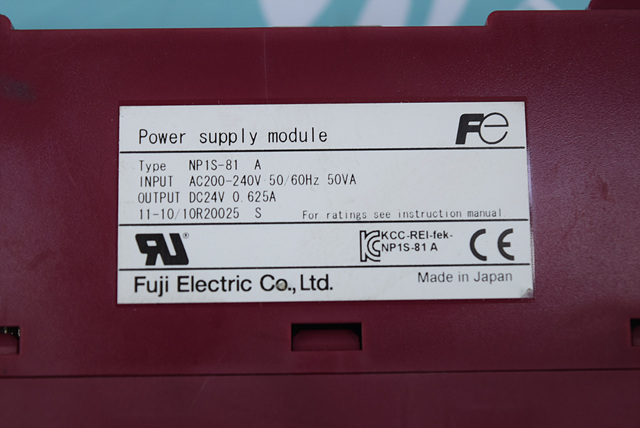 Power supply module
Fe
Type NP1S-81 A
INPUT AC200-240V 50/60Hz 50VA
OUTPUT DC24V 0.625A
11-10/10R20025 S
For ratings see instruction manual
KCC-REI-fek-
NP1S-81 A
CE
Fuji Electric Co.,Ltd.
Made in Japan